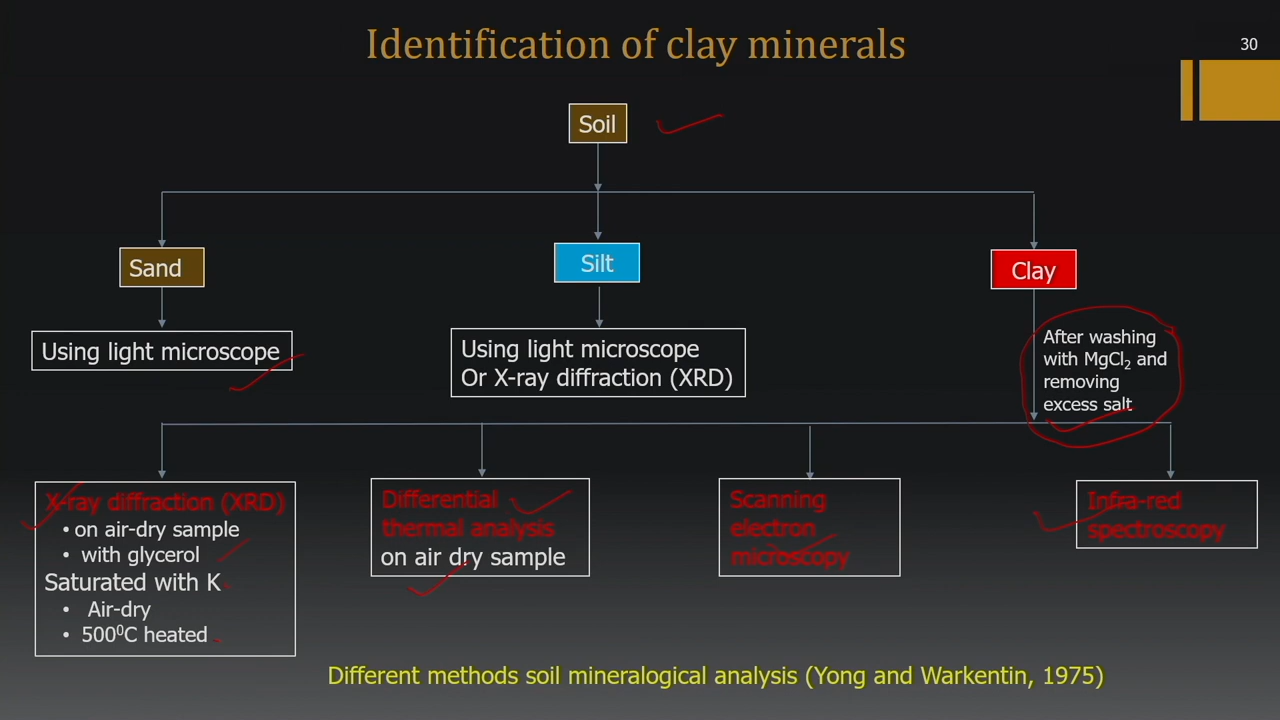 Identification of clay minerals
30
Soil
Sand
Silt
Clay
Using light microscope
Using light microscope
Or X-ray diffraction (XRD)
After washing
with MgCl₂ and
removing
excess salt
X-ray diffraction (XRD)
• on air-dry sample
• with glycerol
Saturated with K
• Air-dry
• 500⁰C heated
Differential
thermal analysis
on air dry sample
Scanning
electron
microscopy
Infra-red
spectroscopy
Different methods soil mineralogical analysis (Yong and Warkentin, 1975)